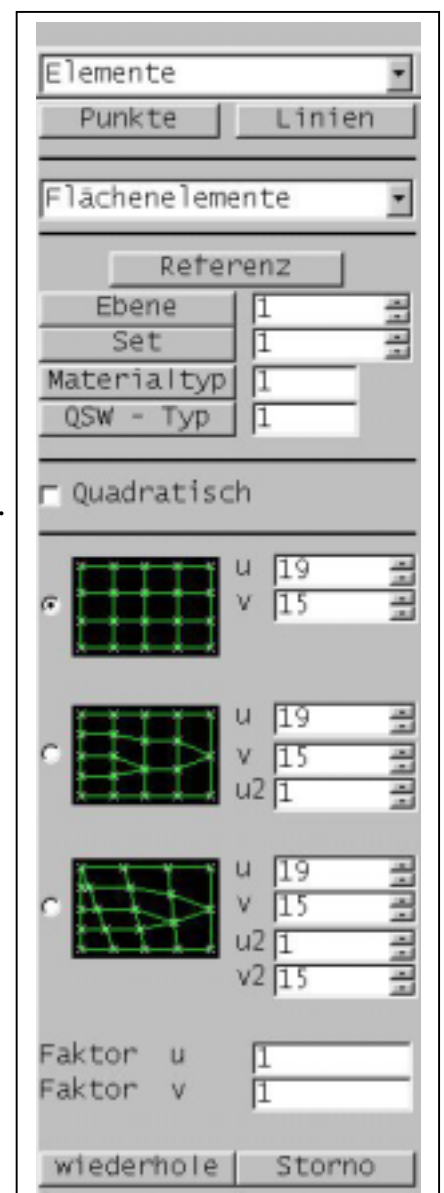 Elemente
Punkte Linien
Flächenelemente
Referenz
Ebene 1
Set 1
Materialtyp 1
QSW - Typ 1
Quadratisch
u 19
v 15
u 19
v 15
u2 1
u 19
v 15
u2 1
v2 15
Faktor u 1
Faktor v 1
wiederhole Storno